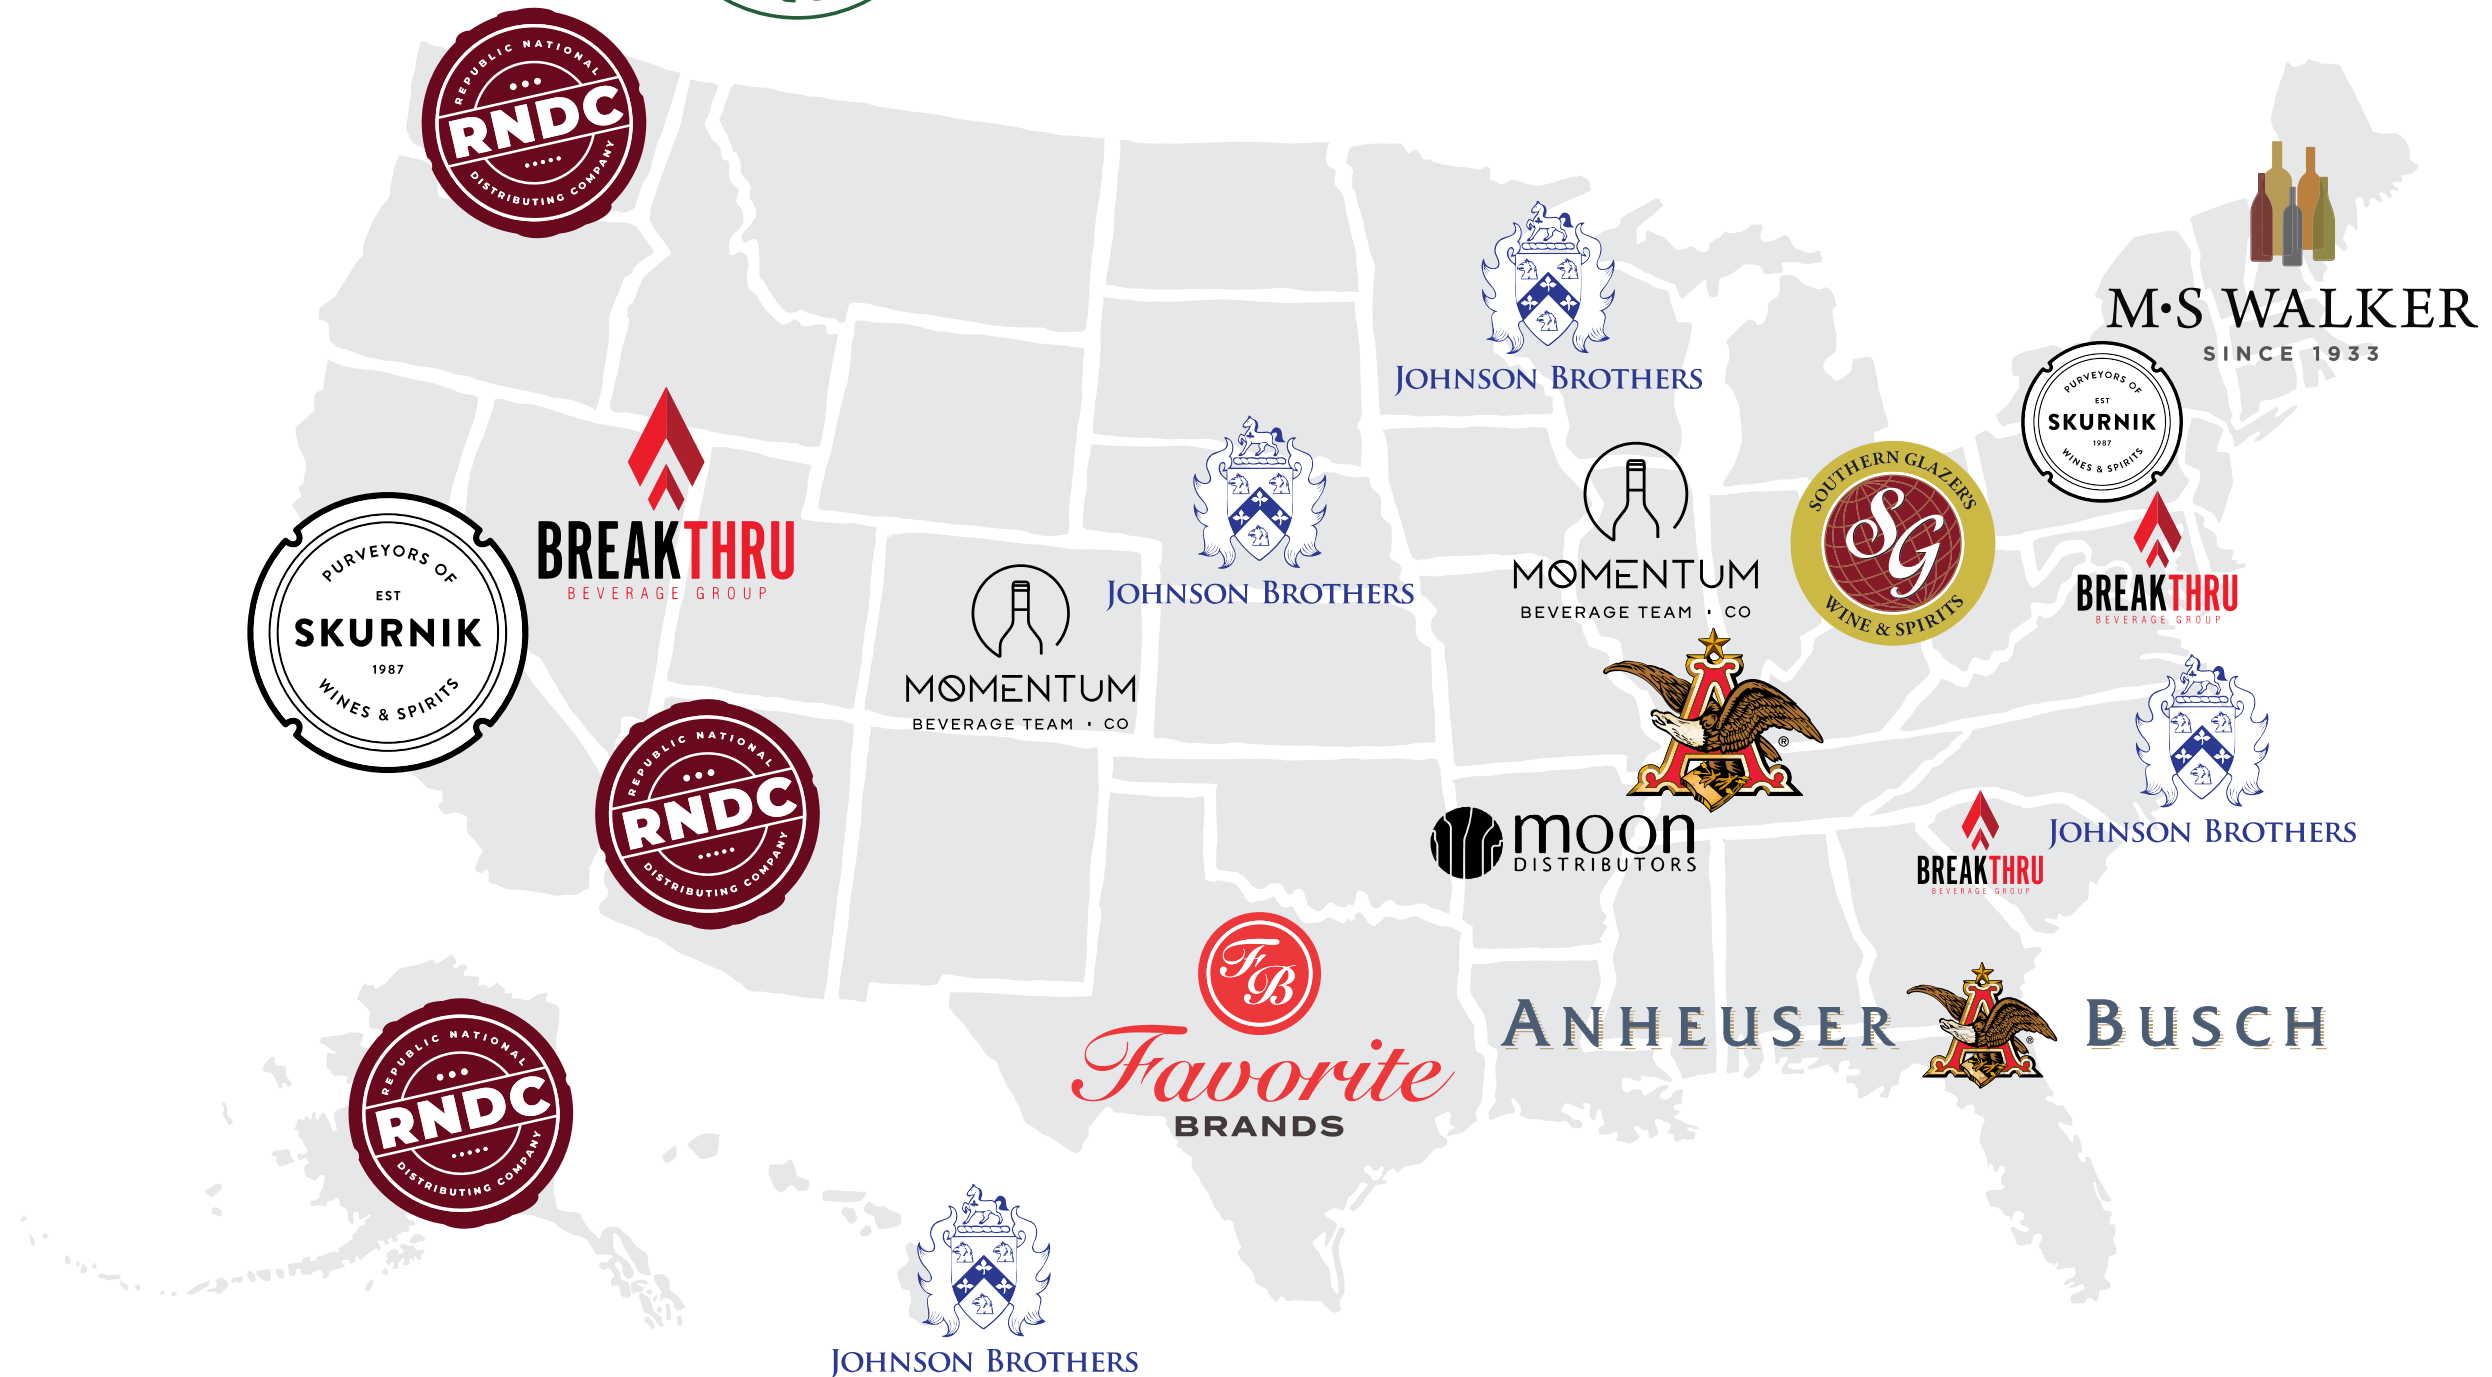 REPUBLIC NATIONAL
RNDC
DISTRIBUTING COMPANY
M·S WALKER
SINCE 1933
JOHNSON BROTHERS
PURVEYORS OF
EST
SKURNIK
1987
WINES & SPIRITS
BREAKTHRU
BEVERAGE GROUP
JOHNSON BROTHERS
MOMENTUM
BEVERAGE TEAM · CO
SOUTHERN GLAZER'S
SG
WINE & SPIRITS
BREAKTHRU
BEVERAGE GROUP
PURVEYORS OF
EST
SKURNIK
1987
WINES & SPIRITS
MOMENTUM
BEVERAGE TEAM · CO
A
®
JOHNSON BROTHERS
REPUBLIC NATIONAL
RNDC
DISTRIBUTING COMPANY
moon
DISTRIBUTORS
BREAKTHRU
BEVERAGE GROUP
FB
Favorite
BRANDS
ANHEUSER A ® BUSCH
REPUBLIC NATIONAL
RNDC
DISTRIBUTING COMPANY
JOHNSON BROTHERS